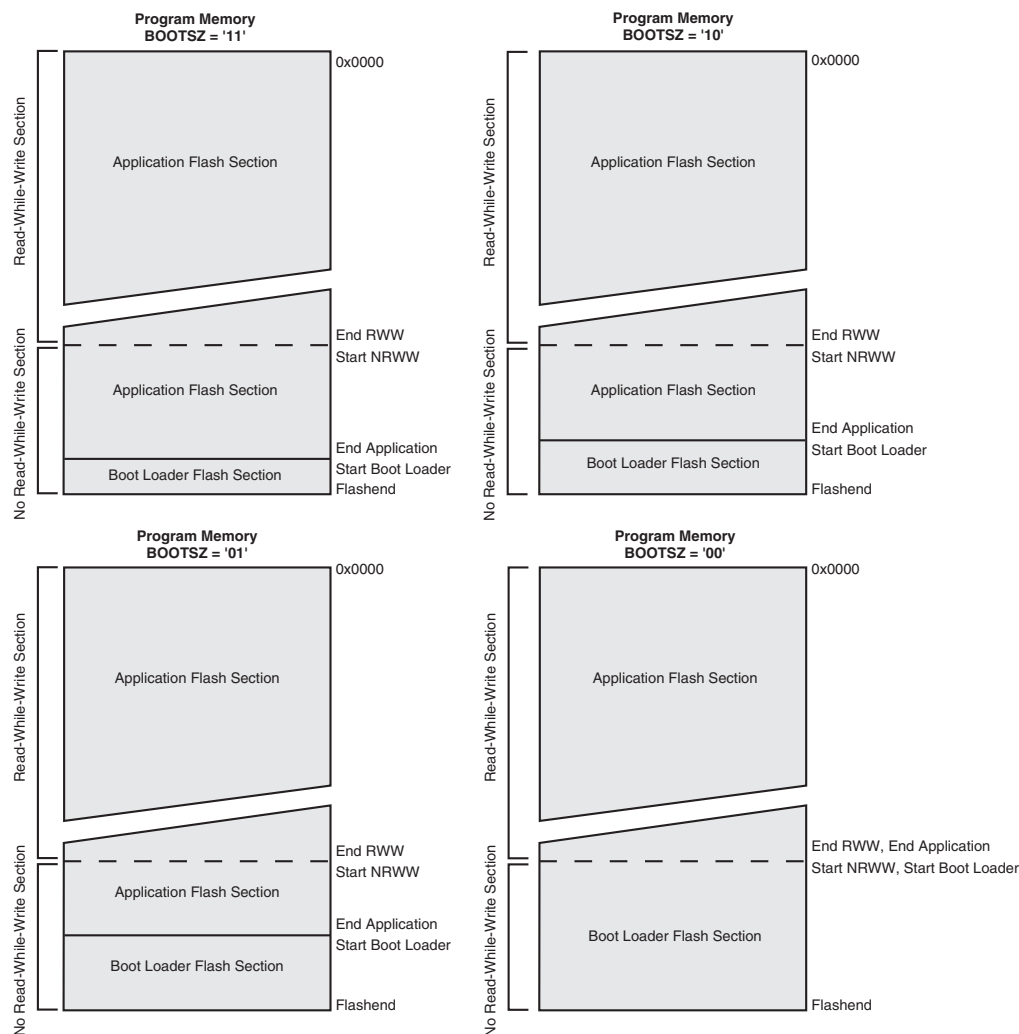 Program Memory
BOOTSZ = '11'
0x0000
Read-While-Write Section
Application Flash Section
End RWW
Start NRWW
No Read-While-Write Section
Application Flash Section
End Application
Start Boot Loader
Boot Loader Flash Section
Flashend
Program Memory
BOOTSZ = '10'
0x0000
Read-While-Write Section
Application Flash Section
End RWW
Start NRWW
No Read-While-Write Section
Application Flash Section
End Application
Start Boot Loader
Boot Loader Flash Section
Flashend
Program Memory
BOOTSZ = '01'
0x0000
Read-While-Write Section
Application Flash Section
End RWW
Start NRWW
No Read-While-Write Section
Application Flash Section
End Application
Start Boot Loader
Boot Loader Flash Section
Flashend
Program Memory
BOOTSZ = '00'
0x0000
Read-While-Write Section
Application Flash Section
End RWW, End Application
Start NRWW, Start Boot Loader
No Read-While-Write Section
Boot Loader Flash Section
Flashend